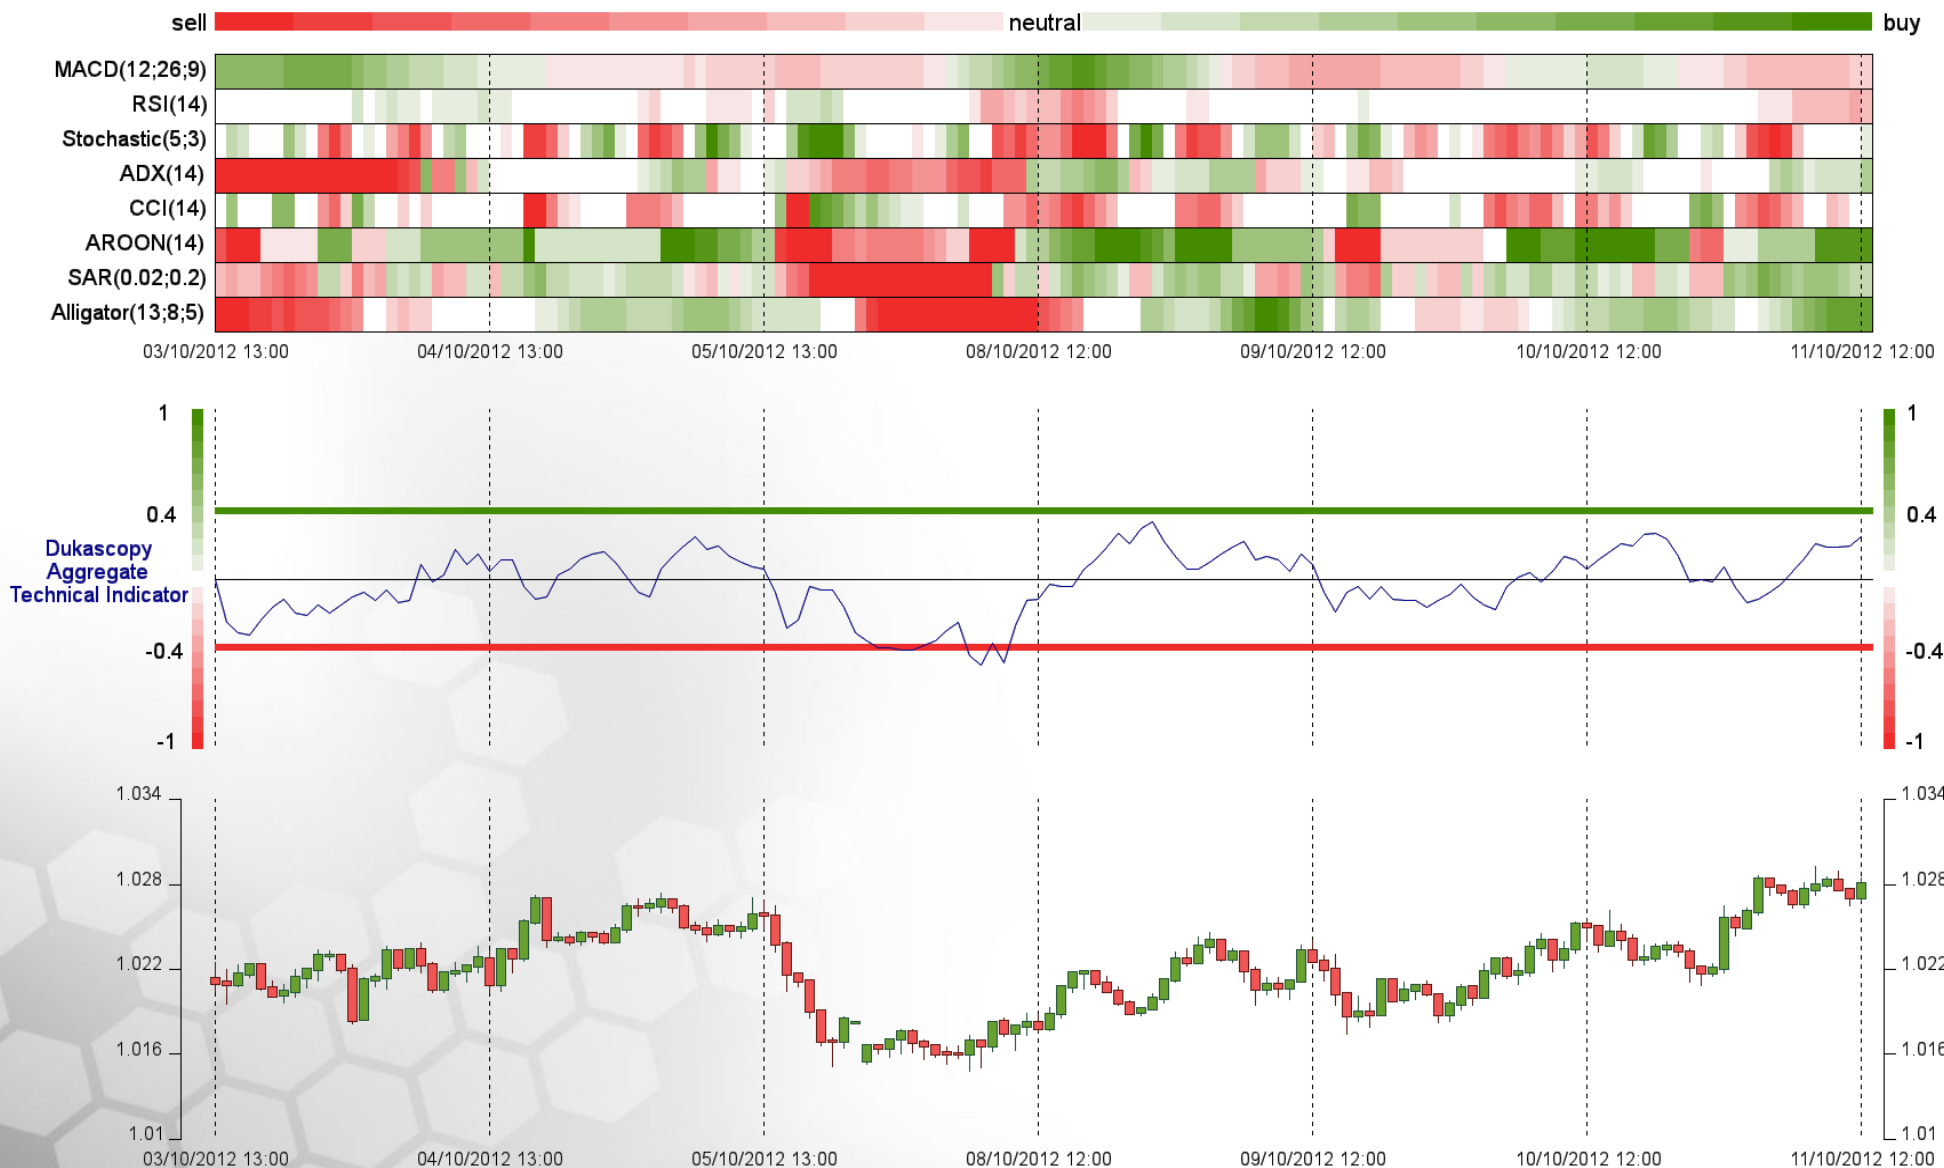 sell neutral buy
MACD(12;26;9)
RSI(14)
Stochastic(5;3)
ADX(14)
CCI(14)
AROON(14)
SAR(0.02;0.2)
Alligator(13;8;5)
03/10/2012 13:00 04/10/2012 13:00 05/10/2012 13:00 08/10/2012 12:00 09/10/2012 12:00 10/10/2012 12:00 11/10/2012 12:00
1 1
0.4 0.4
Dukascopy
Aggregate
Technical Indicator
-0.4 -0.4
-1 -1
1.034 1.034
1.028 1.028
1.022 1.022
1.016 1.016
1.01 1.01
03/10/2012 13:00 04/10/2012 13:00 05/10/2012 13:00 08/10/2012 12:00 09/10/2012 12:00 10/10/2012 12:00 11/10/2012 12:00